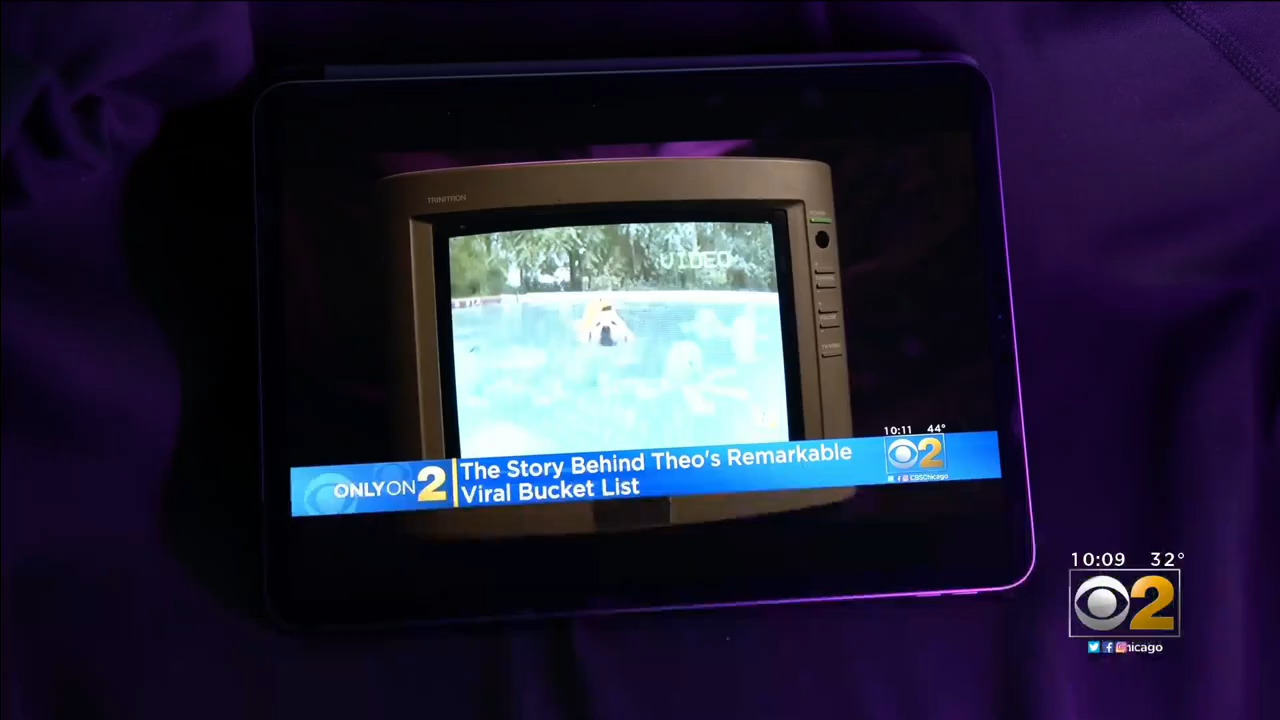 TRINITRON
VIDEO
10:11 44°
ONLY ON 2
The Story Behind Theo's Remarkable
Viral Bucket List
2
CBSChicago
10:09 32°
2
hicago